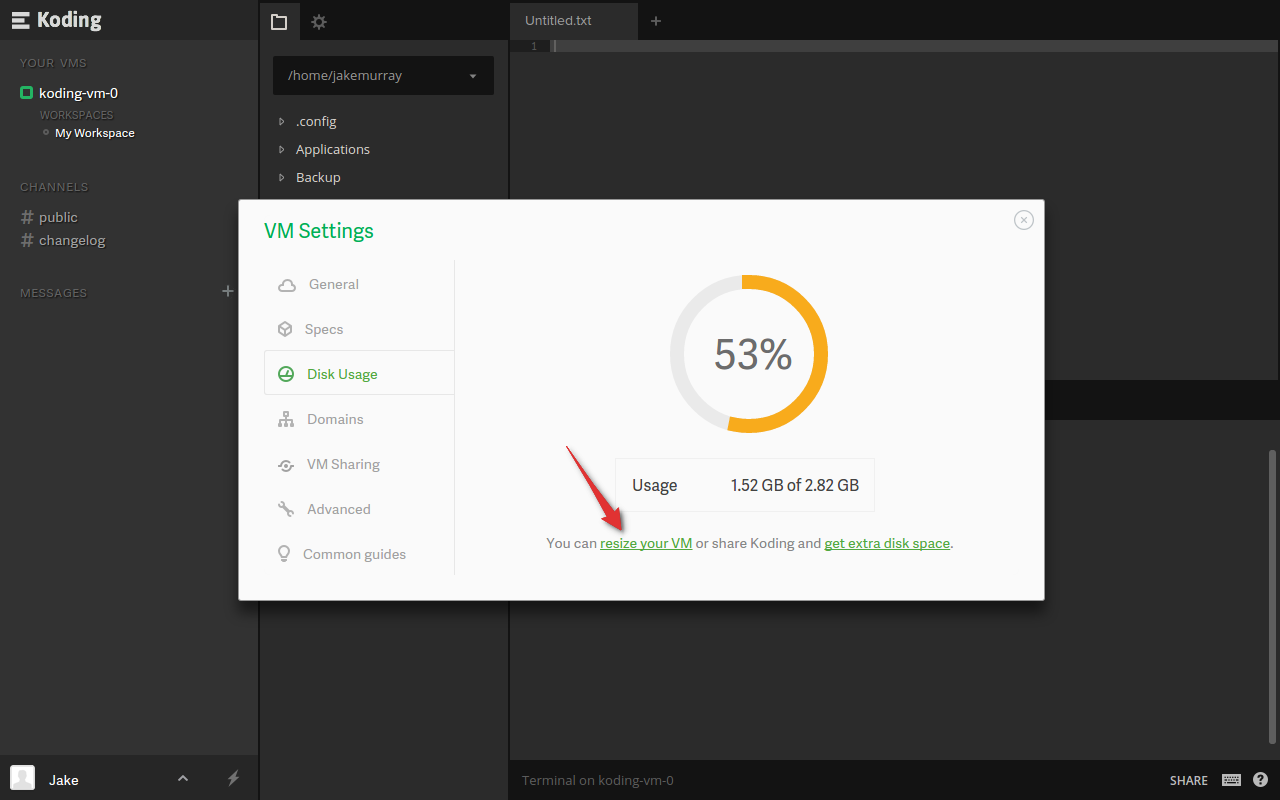 Koding
YOUR VMS
koding-vm-0
WORKSPACES
My Workspace
CHANNELS
# public
# changelog
MESSAGES +
Jake
/home/jakemurray
.config
Applications
Backup
Untitled.txt +
1
VM Settings
General
Specs
Disk Usage
Domains
VM Sharing
Advanced
Common guides
53%
Usage 1.52 GB of 2.82 GB
You can resize your VM or share Koding and get extra disk space.
Terminal on koding-vm-0
SHARE ?